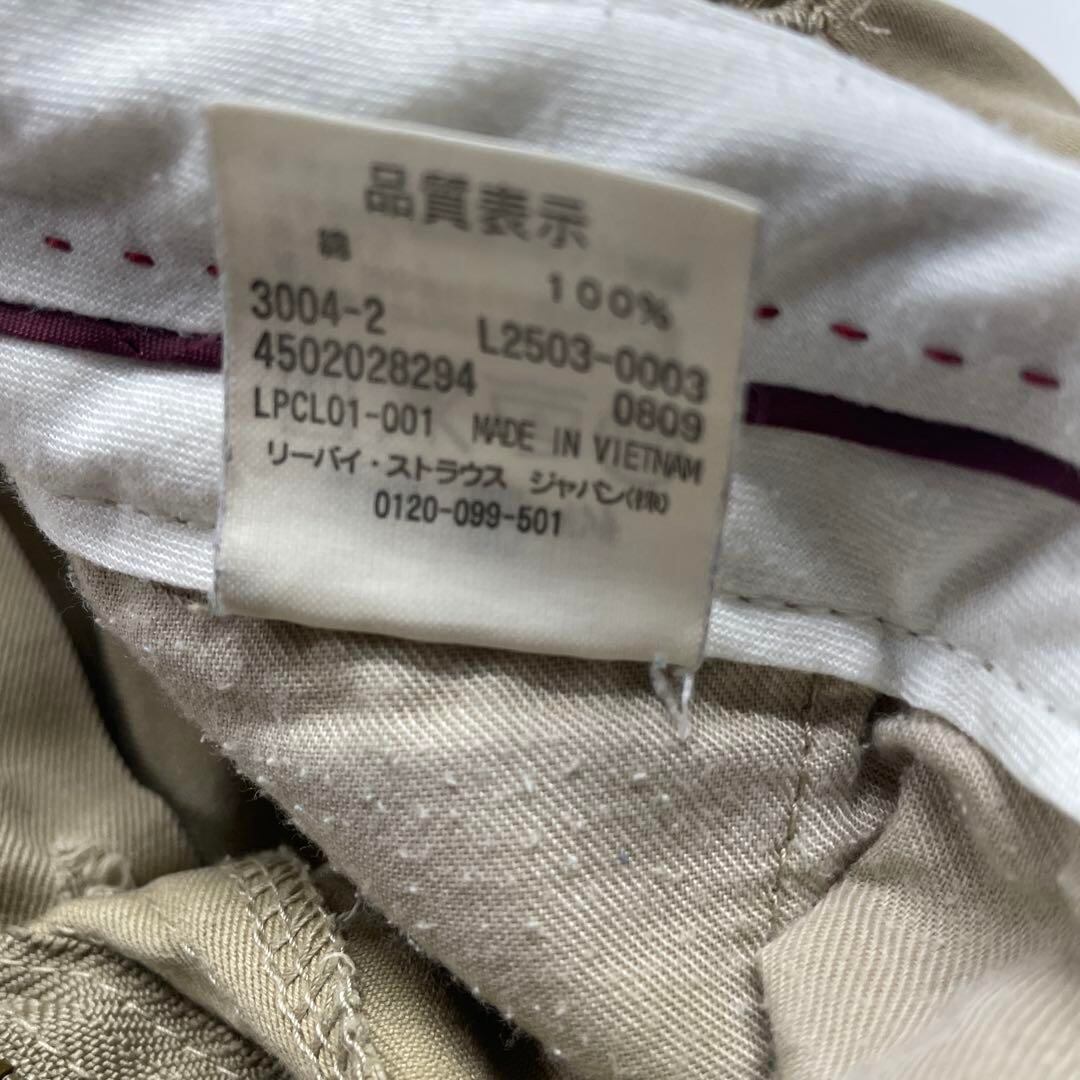 品質表示
綿 100%
3004-2 L2503-0003
4502028294 0809
LPCL01-001 MADE IN VIETNAM
リーバイ・ストラウス ジャパン(株)
0120-099-501